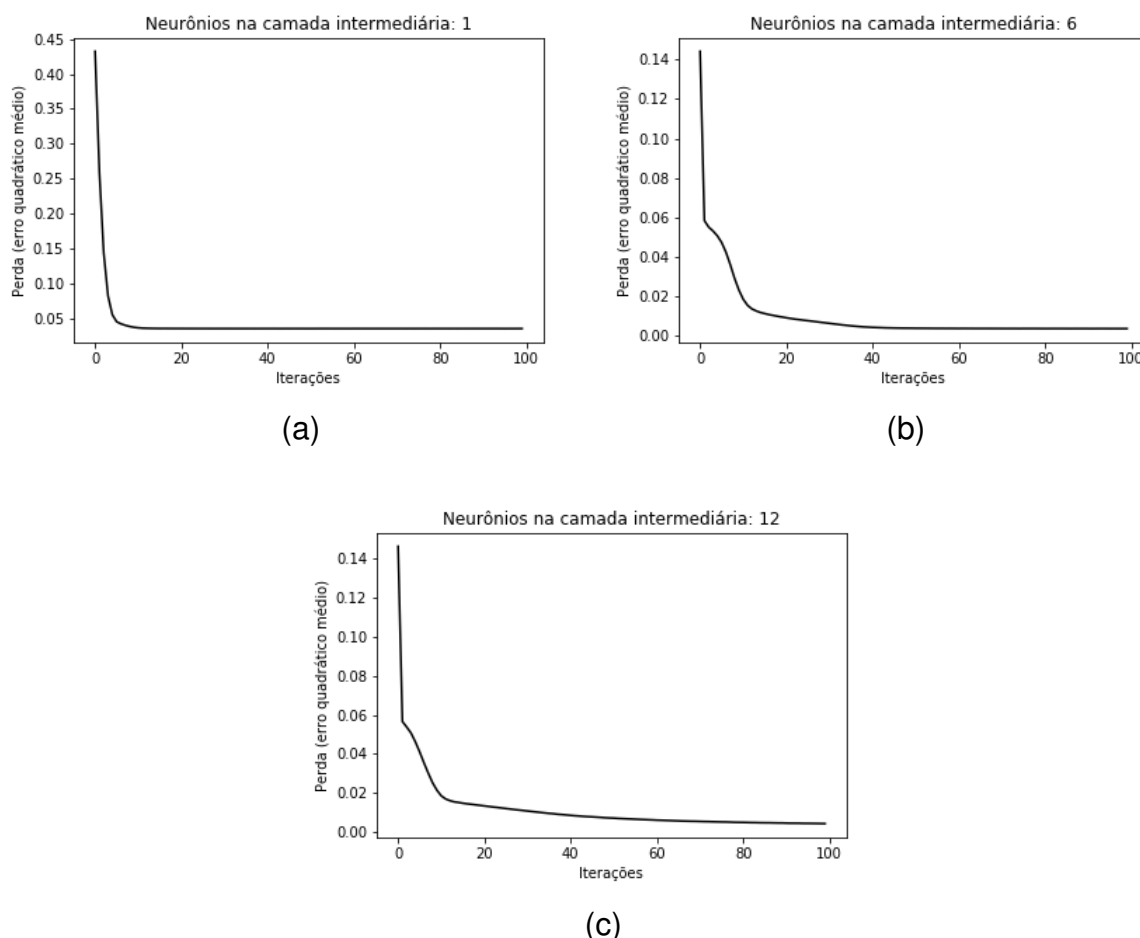 Neurônios na camada intermediária: 1
Perda (erro quadrático médio)
0.45
0.40
0.35
0.30
0.25
0.20
0.15
0.10
0.05
0 20 40 60 80 100
Iterações
(a)
Neurônios na camada intermediária: 6
Perda (erro quadrático médio)
0.14
0.12
0.10
0.08
0.06
0.04
0.02
0.00
0 20 40 60 80 100
Iterações
(b)
Neurônios na camada intermediária: 12
Perda (erro quadrático médio)
0.14
0.12
0.10
0.08
0.06
0.04
0.02
0.00
0 20 40 60 80 100
Iterações
(c)